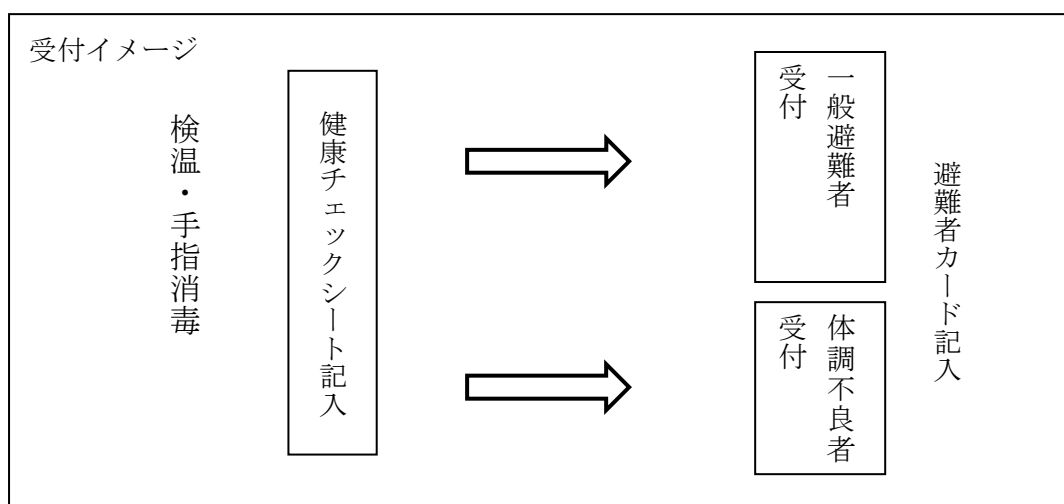 受付イメージ
検温・手指消毒
健康チェックシート記入
一般避難者
受付
体調不良者
受付
避難者カード記入